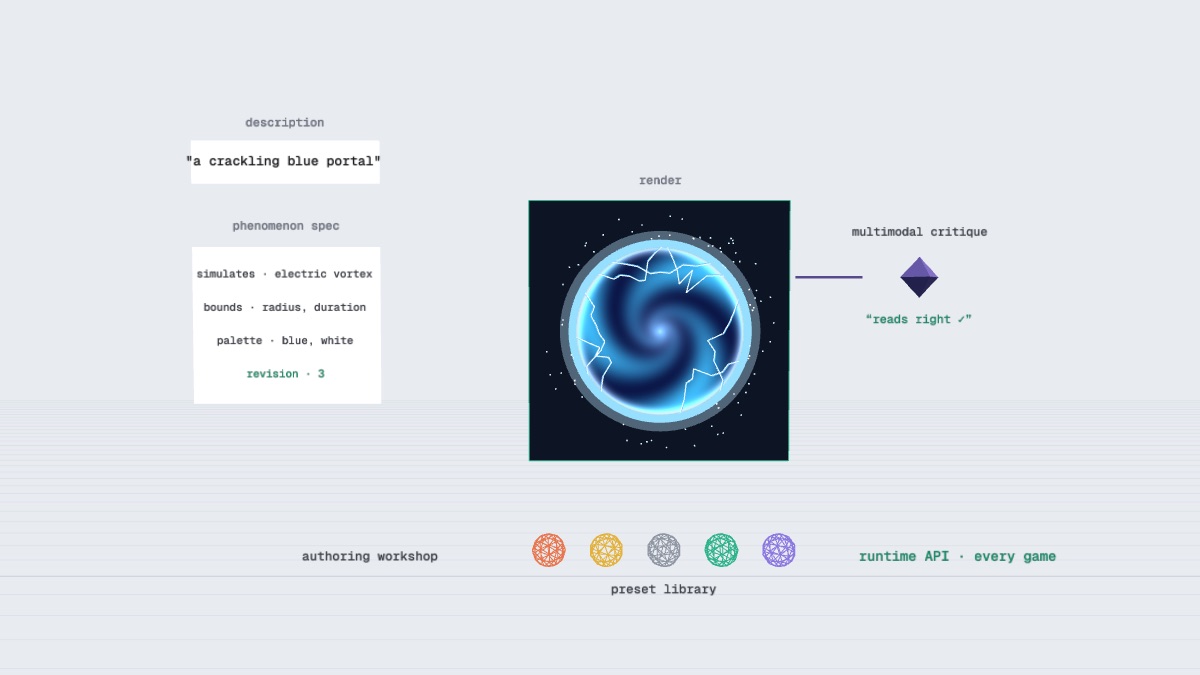 description
"a crackling blue portal"
phenomenon spec
simulates · electric vortex
bounds · radius, duration
palette · blue, white
revision · 3
render
multimodal critique
“reads right ✓”
authoring workshop
preset library
runtime API · every game